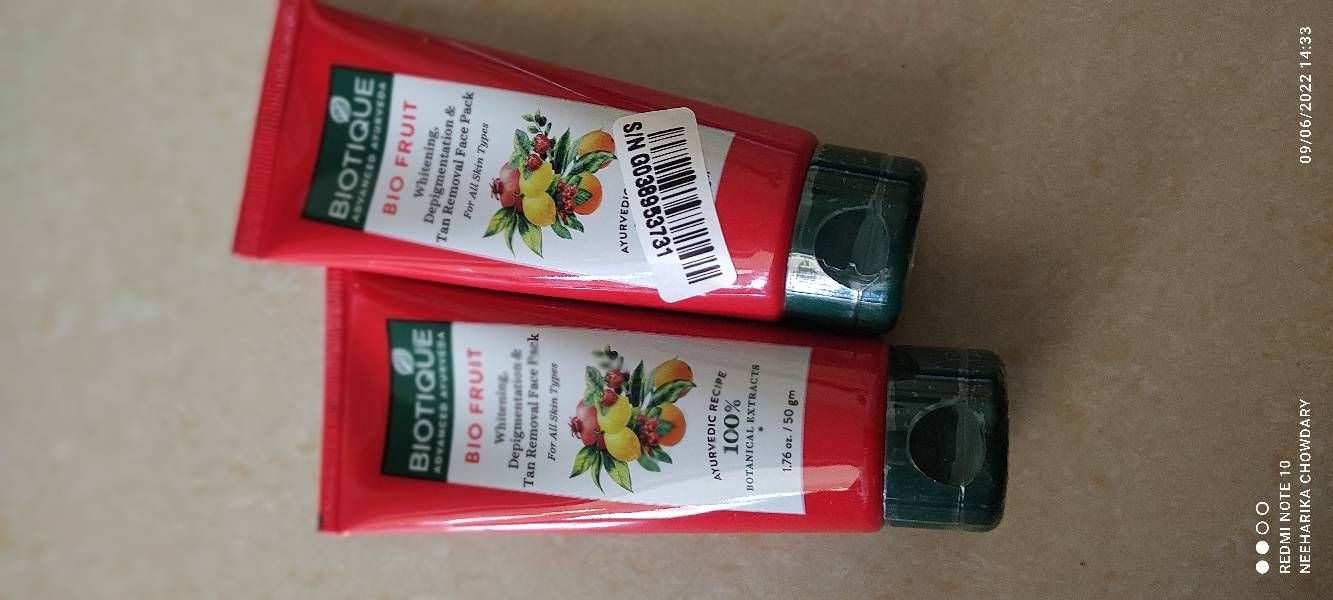 BIOTIQUE
ADVANCED AYURVEDA
BIO FRUIT
Whitening,
Depigmentation &
Tan Removal Face Pack
For All Skin Types
AYURVEDIC
S/N G0389953731
BIOTIQUE
ADVANCED AYURVEDA
BIO FRUIT
Whitening,
Depigmentation &
Tan Removal Face Pack
For All Skin Types
AYURVEDIC RECIPE
100%
BOTANICAL EXTRACTS
1.76 oz. / 50 gm
REDMI NOTE 10
NEEHARIKA CHOWDARY
09/06/2022 14:33